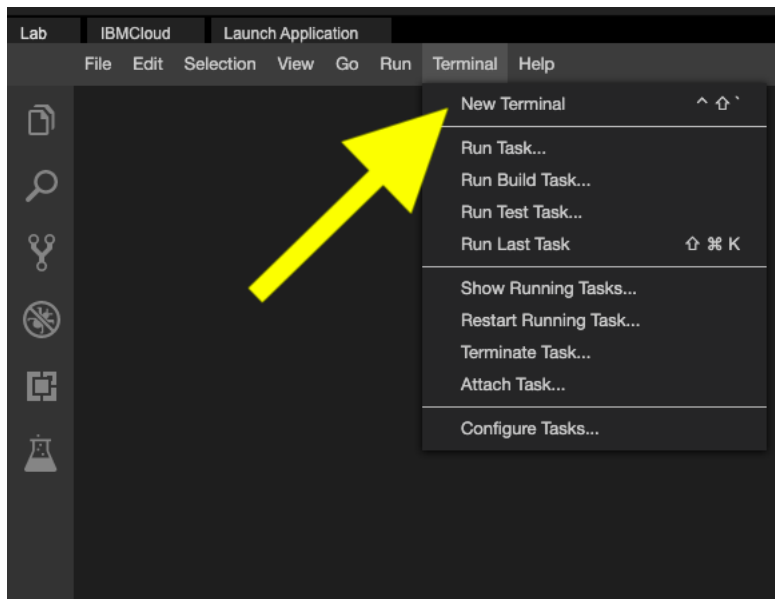 Lab IBMCloud Launch Application
File Edit Selection View Go Run Terminal Help
New Terminal ^ ⇧ `
Run Task...
Run Build Task...
Run Test Task...
Run Last Task ⇧ ⌘ K
Show Running Tasks...
Restart Running Task...
Terminate Task...
Attach Task...
Configure Tasks...